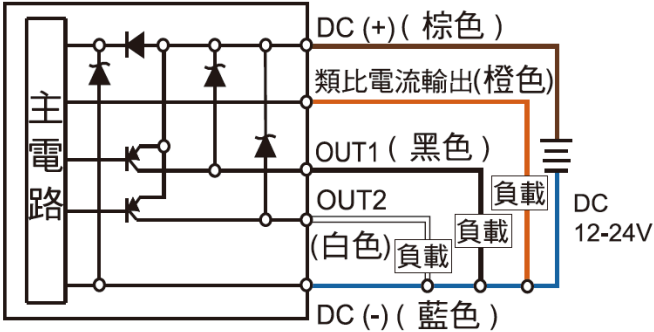 DC (+) ( 棕色 )
類比電流輸出(橙色)
主電路
OUT1 ( 黑色 )
OUT2
(白色)
負載
負載
負載
DC
12-24V
DC (-) ( 藍色 )